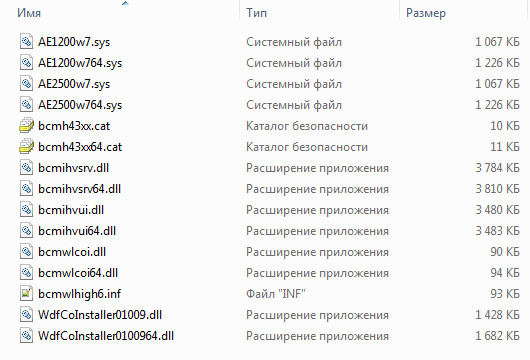 Имя Тип Размер
AE1200w7.sys Системный файл 1 067 КБ
AE1200w764.sys Системный файл 1 226 КБ
AE2500w7.sys Системный файл 1 067 КБ
AE2500w764.sys Системный файл 1 226 КБ
bcmh43xx.cat Каталог безопасности 10 КБ
bcmh43xx64.cat Каталог безопасности 11 КБ
bcmihvsrv.dll Расширение приложения 3 784 КБ
bcmihvsrv64.dll Расширение приложения 3 810 КБ
bcmihvui.dll Расширение приложения 3 480 КБ
bcmihvui64.dll Расширение приложения 3 483 КБ
bcmwlcoi.dll Расширение приложения 90 КБ
bcmwlcoi64.dll Расширение приложения 94 КБ
bcmwlhigh6.inf Файл "INF" 93 КБ
WdfCoInstaller01009.dll Расширение приложения 1 428 КБ
WdfCoInstaller0100964.dll Расширение приложения 1 682 КБ